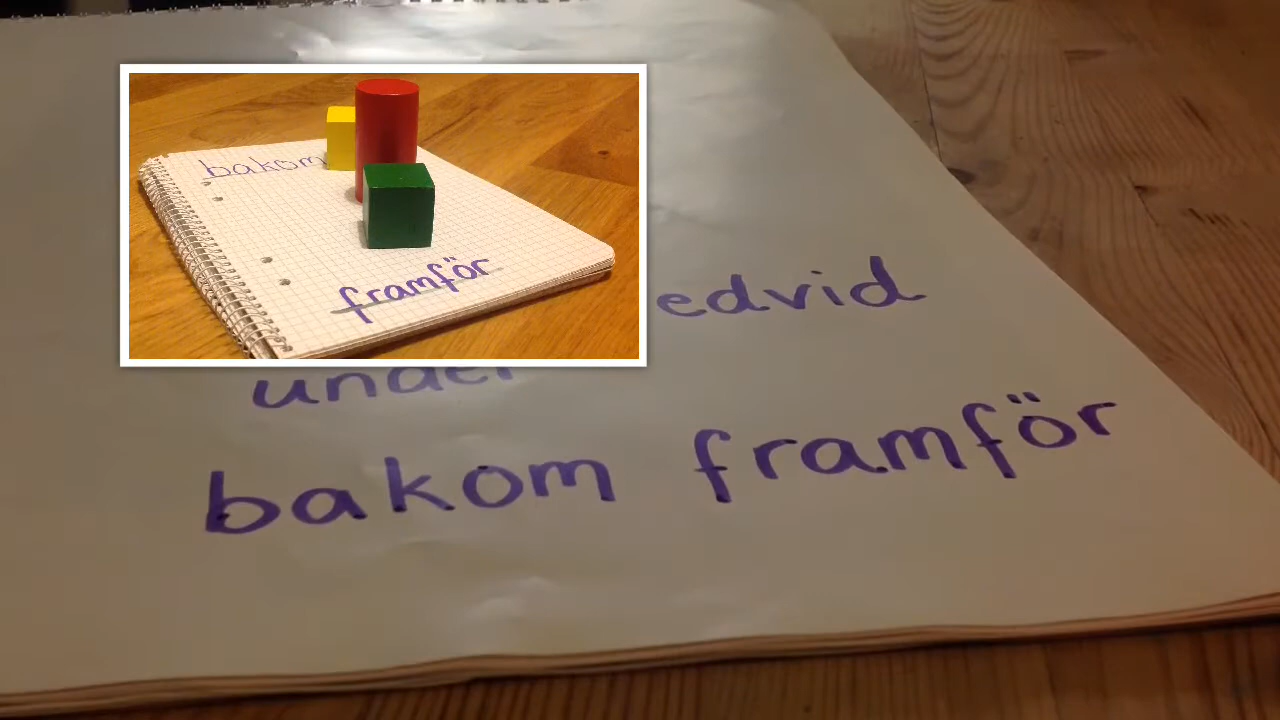 bakom
framför
edvid
under
bakom framför